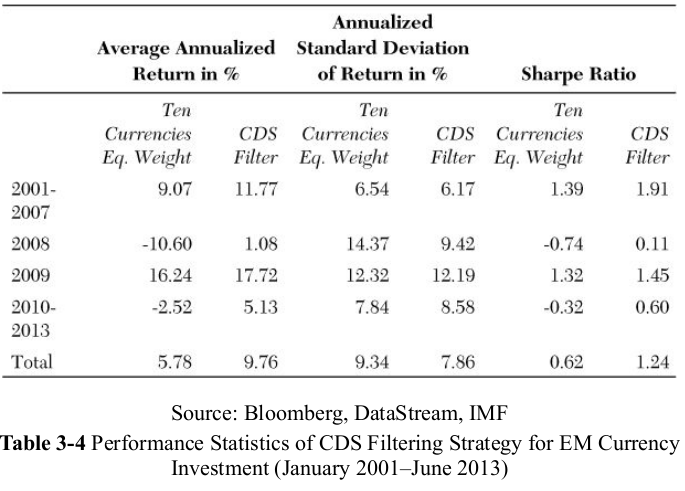 Average Annualized Return in % Annualized Standard Deviation of Return in % Sharpe Ratio
Ten Currencies Eq. Weight CDS Filter Ten Currencies Eq. Weight CDS Filter Ten Currencies Eq. Weight CDS Filter
2001-2007 9.07 11.77 6.54 6.17 1.39 1.91
2008 -10.60 1.08 14.37 9.42 -0.74 0.11
2009 16.24 17.72 12.32 12.19 1.32 1.45
2010-2013 -2.52 5.13 7.84 8.58 -0.32 0.60
Total 5.78 9.76 9.34 7.86 0.62 1.24
Source: Bloomberg, DataStream, IMF
Table 3-4 Performance Statistics of CDS Filtering Strategy for EM Currency
Investment (January 2001–June 2013)